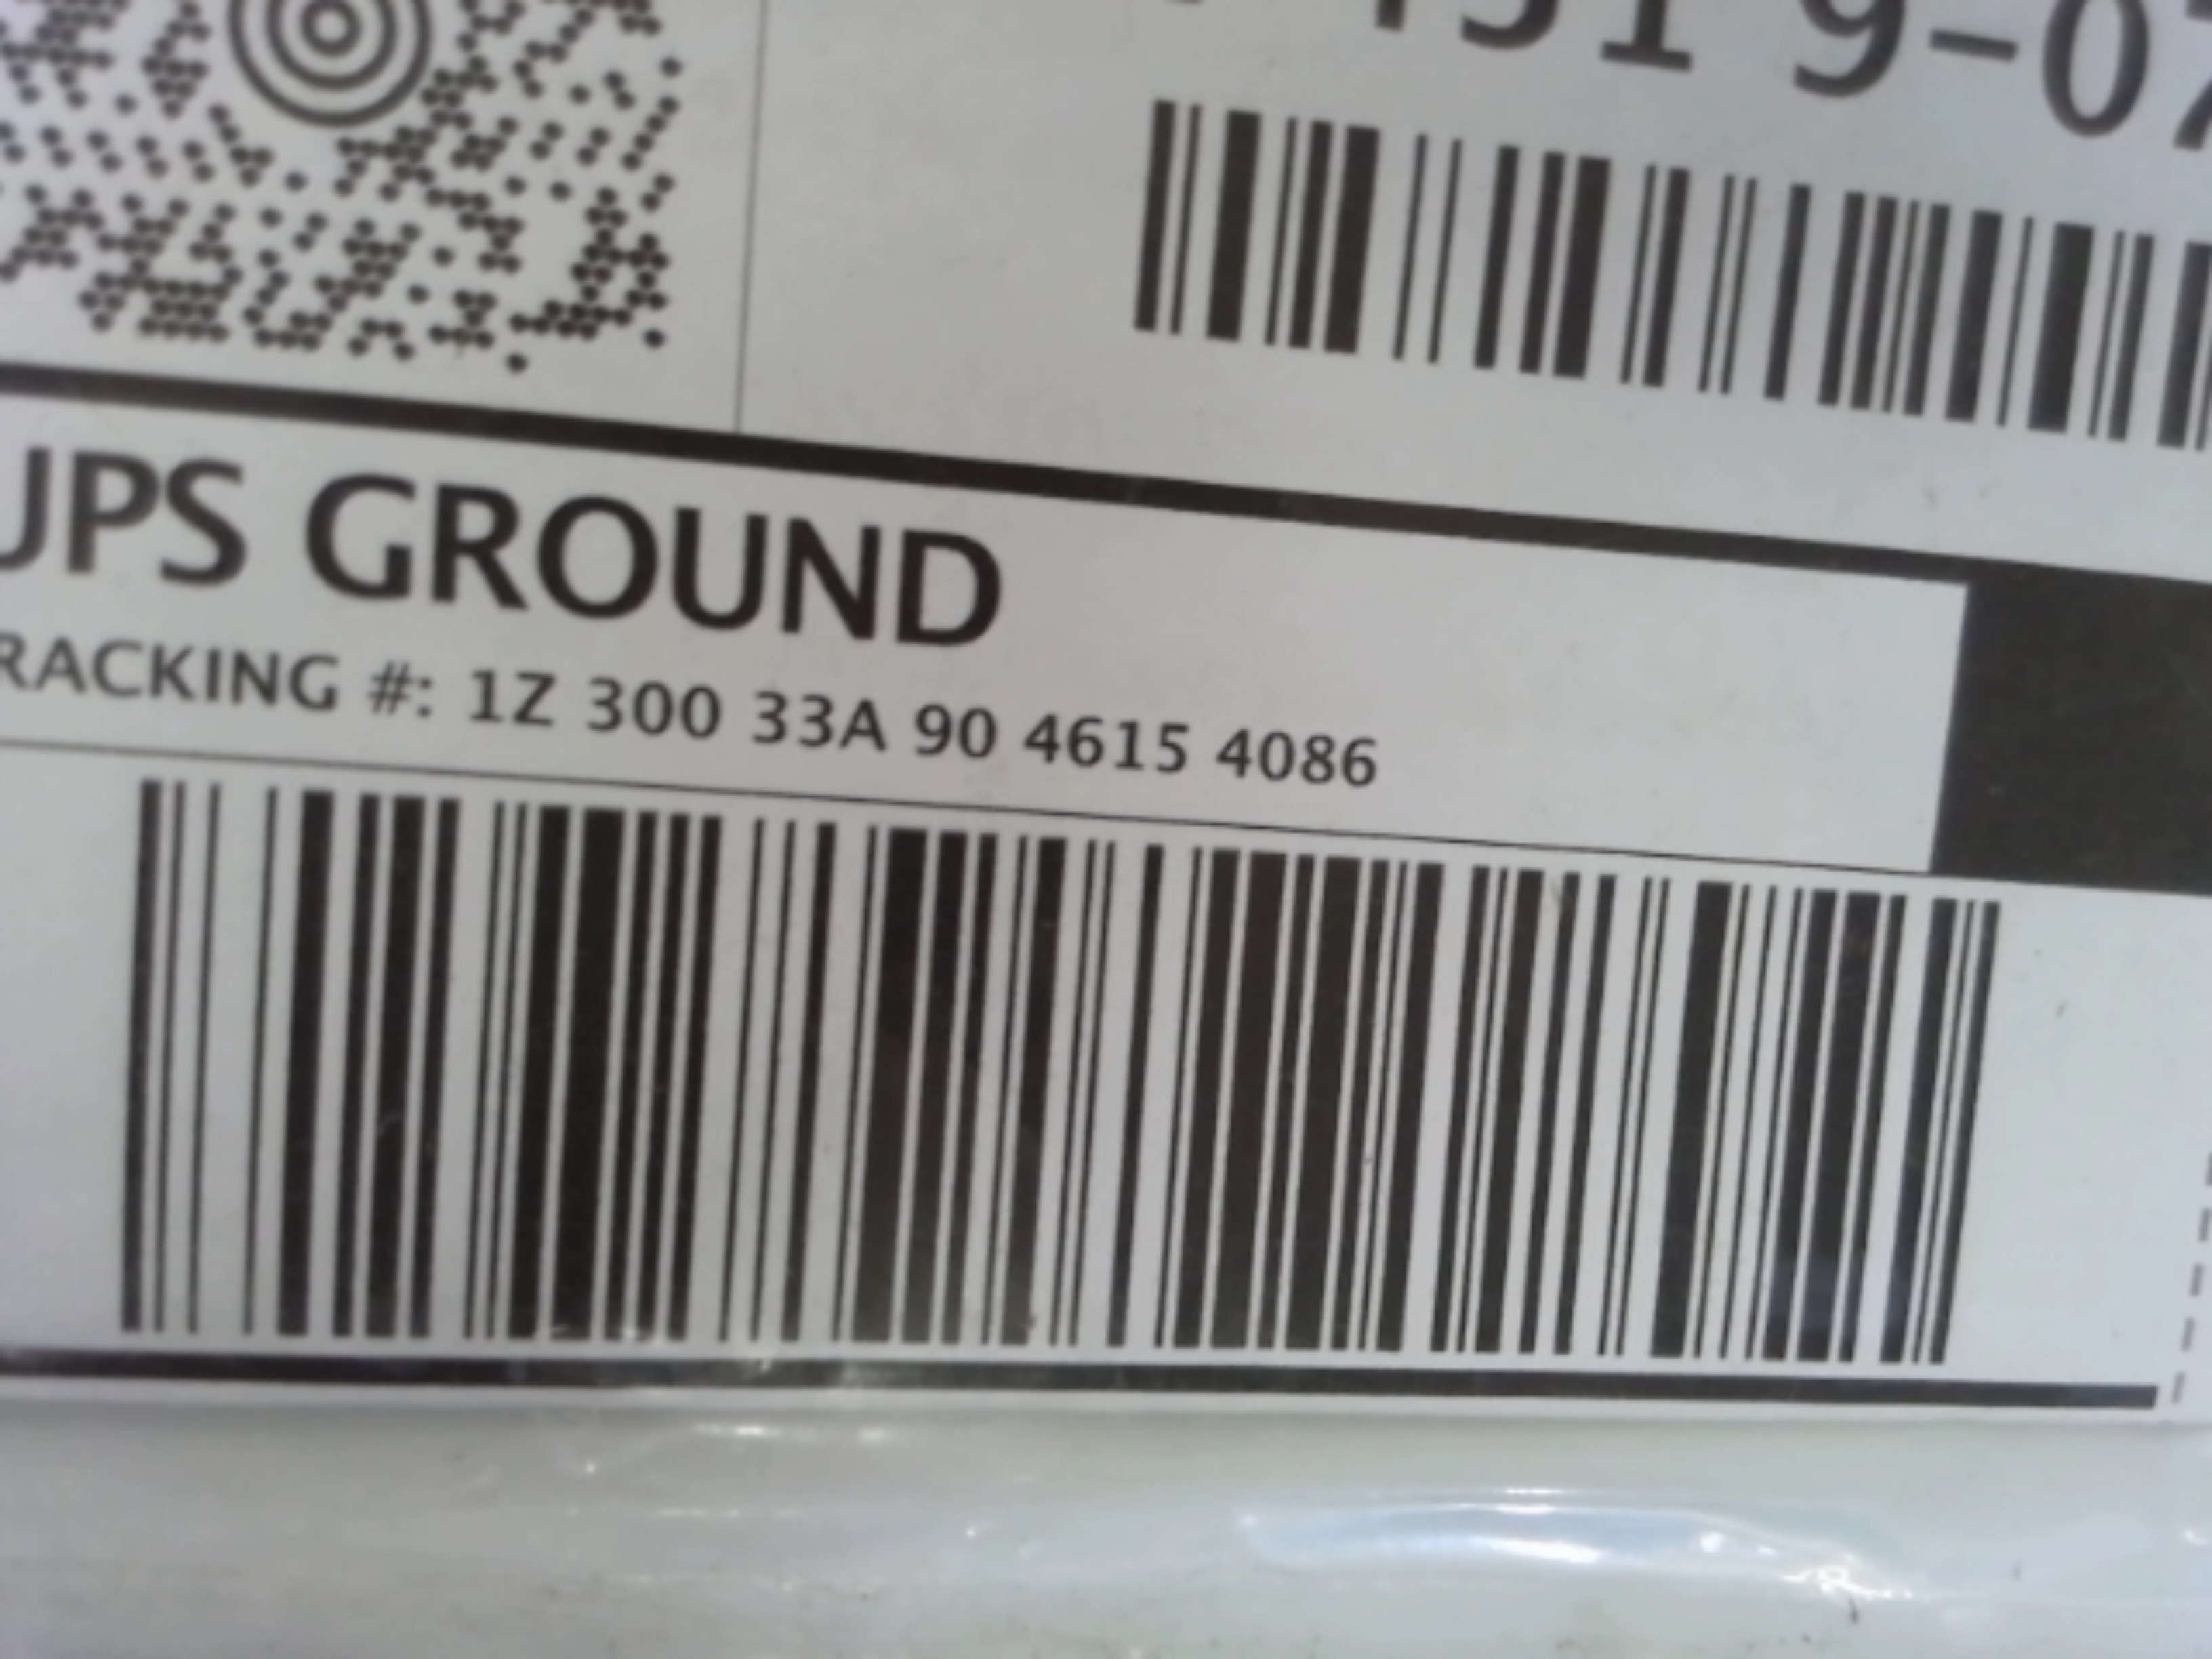 UPS GROUND
RACKING #: 1Z 300 33A 90 4615 4086